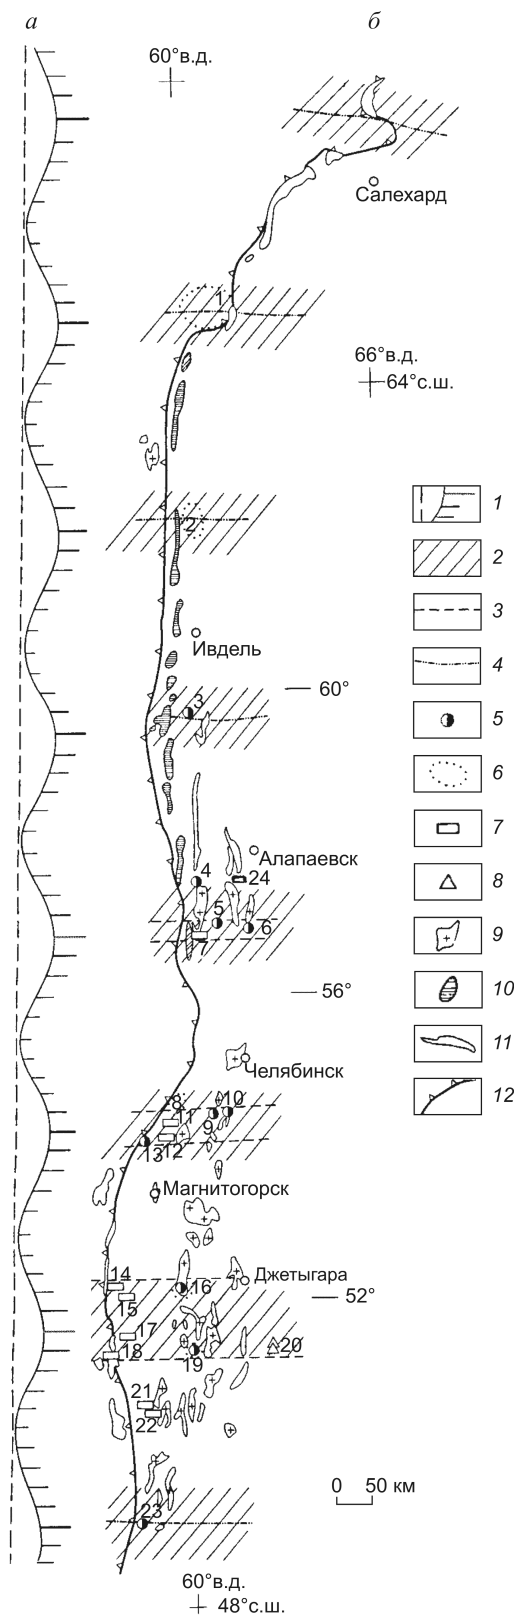 а
б
60°в.д.
Салехард
1
66°в.д.
64°с.ш.
2
Ивдель
60°
3
Алапаевск
4
24
5
6
7
56°
Челябинск
8
10
11
9
12
13
Магнитогорск
14
16
Джетыгара
15
52°
17
20
18
19
21
22
0 50 км
23
60°в.д.
48°с.ш.
1
2
3
4
5
6
7
8
9
10
11
12